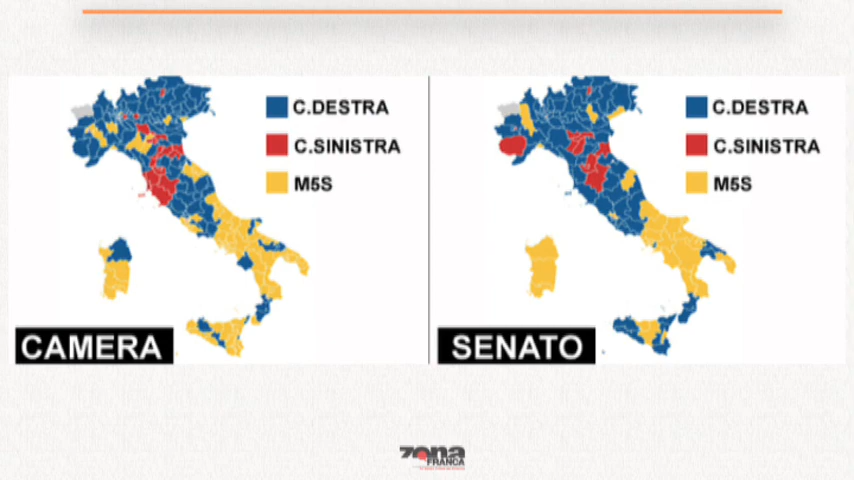 C.DESTRA
C.SINISTRA
M5S
CAMERA
C.DESTRA
C.SINISTRA
M5S
SENATO
zona
FRANCA